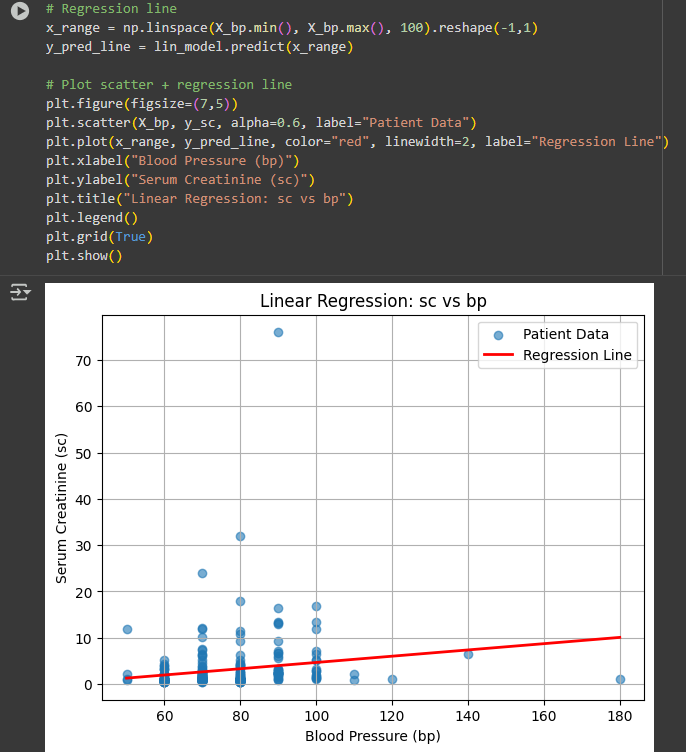 # Regression line
x_range = np.linspace(X_bp.min(), X_bp.max(), 100).reshape(-1,1)
y_pred_line = lin_model.predict(x_range)
# Plot scatter + regression line
plt.figure(figsize=(7,5))
plt.scatter(X_bp, y_sc, alpha=0.6, label="Patient Data")
plt.plot(x_range, y_pred_line, color="red", linewidth=2, label="Regression Line")
plt.xlabel("Blood Pressure (bp)")
plt.ylabel("Serum Creatinine (sc)")
plt.title("Linear Regression: sc vs bp")
plt.legend()
plt.grid(True)
plt.show()
Linear Regression: sc vs bp
Patient Data
Regression Line
70
60
50
40
30
20
10
0
Serum Creatinine (sc)
60 80 100 120 140 160 180
Blood Pressure (bp)